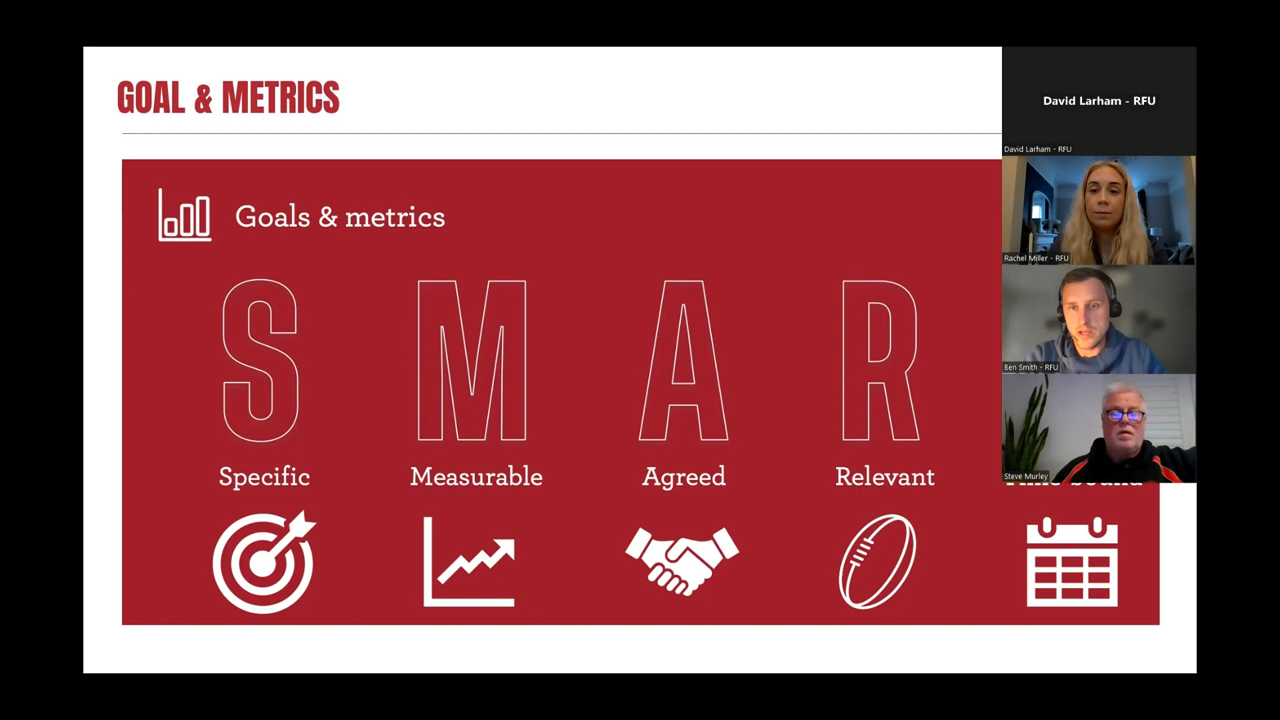 GOAL & METRICS
Goals & metrics
S M A R
Specific Measurable Agreed Relevant
David Larham - RFU
David Larham - RFU
Rachel Miller - RFU
Ben Smith - RFU
Steve Murley